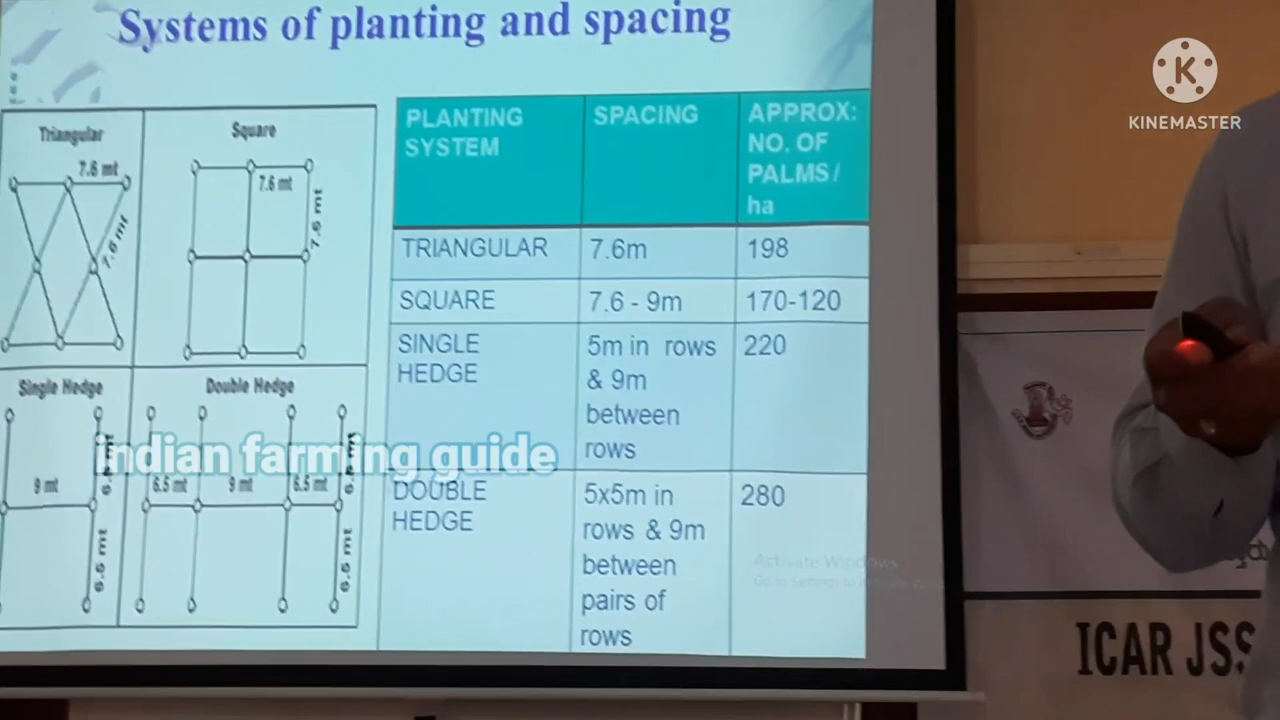 Systems of planting and spacing
KINEMASTER
Triangular
7.6 mt
7.6 mt
Square
7.6 mt
7.6 mt
Single Hedge
9 mt
6.6 mt
Double Hedge
6.5 mt
9 mt
6.5 mt
6.6 mt
indian farming guide
PLANTING SYSTEM
SPACING
APPROX:
NO. OF
PALMS /
ha
TRIANGULAR
7.6m
198
SQUARE
7.6 - 9m
170-120
SINGLE
HEDGE
5m in rows
& 9m
between
rows
220
DOUBLE
HEDGE
5x5m in
rows & 9m
between
pairs of
rows
280
Activate Windows
ICAR JSS